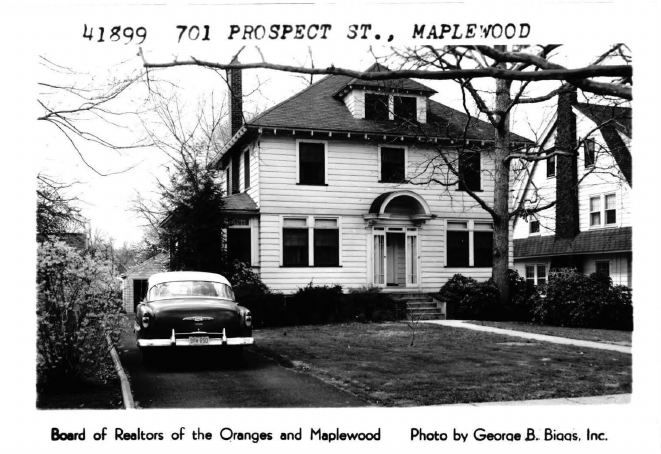 41899 701 PROSPECT ST., MAPLEWOOD
Board of Realtors of the Oranges and Maplewood Photo by George B. Biggs, Inc.